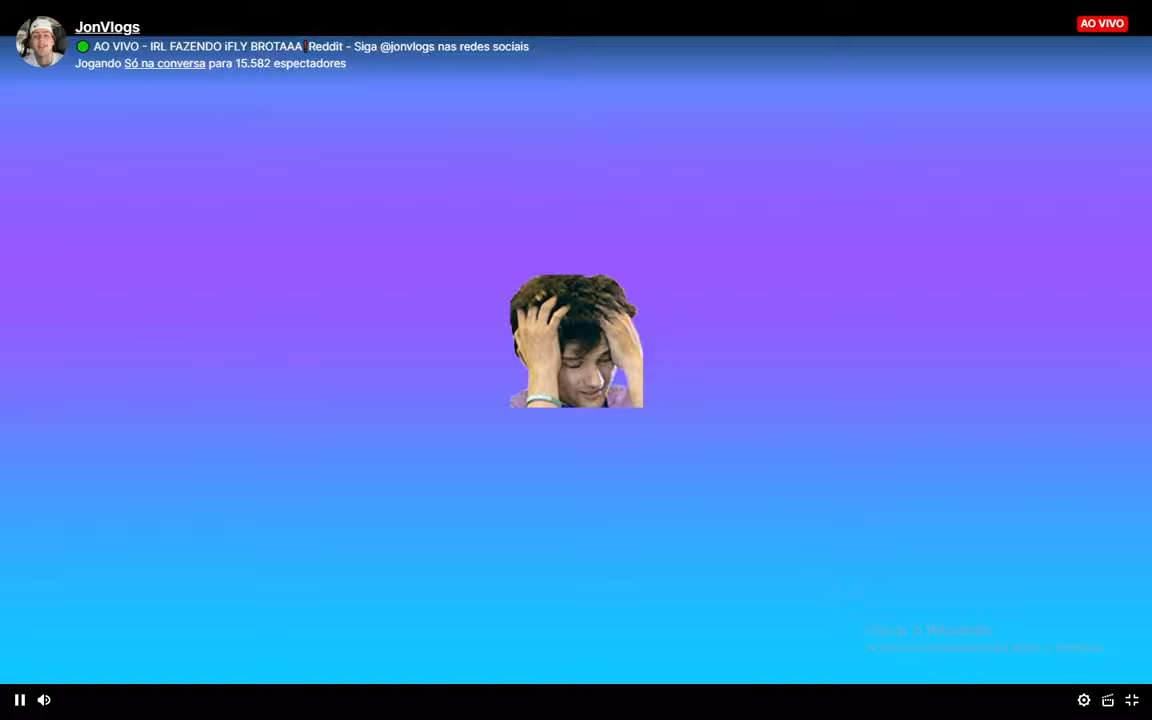 JonVlogs
AO VIVO
AO VIVO - IRL FAZENDO iFLY BROTAAA❗Reddit - Siga @jonvlogs nas redes sociais
Jogando Só na conversa para 15.582 espectadores